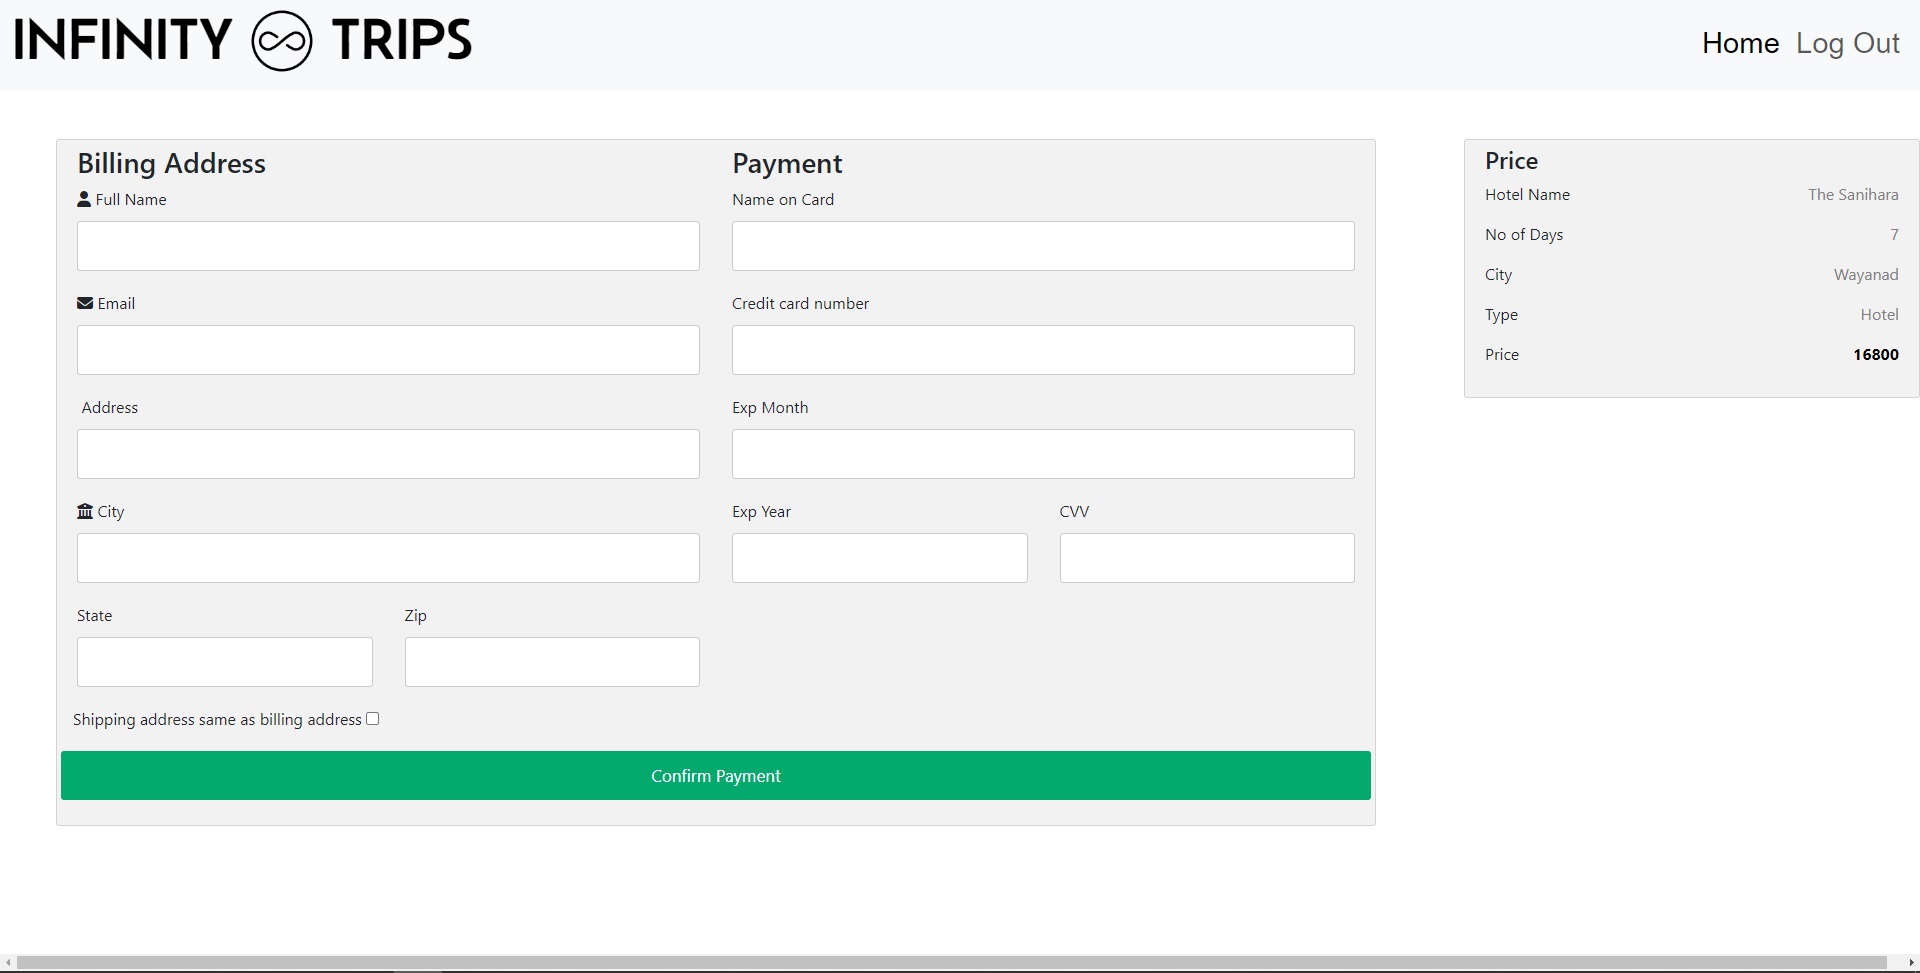 INFINITY TRIPS
Home Log Out
Billing Address
Full Name
Email
Address
City
State Zip
Shipping address same as billing address
Payment
Name on Card
Credit card number
Exp Month
Exp Year CVV
Confirm Payment
Price
Hotel Name The Sanihara
No of Days 7
City Wayanad
Type Hotel
Price 16800